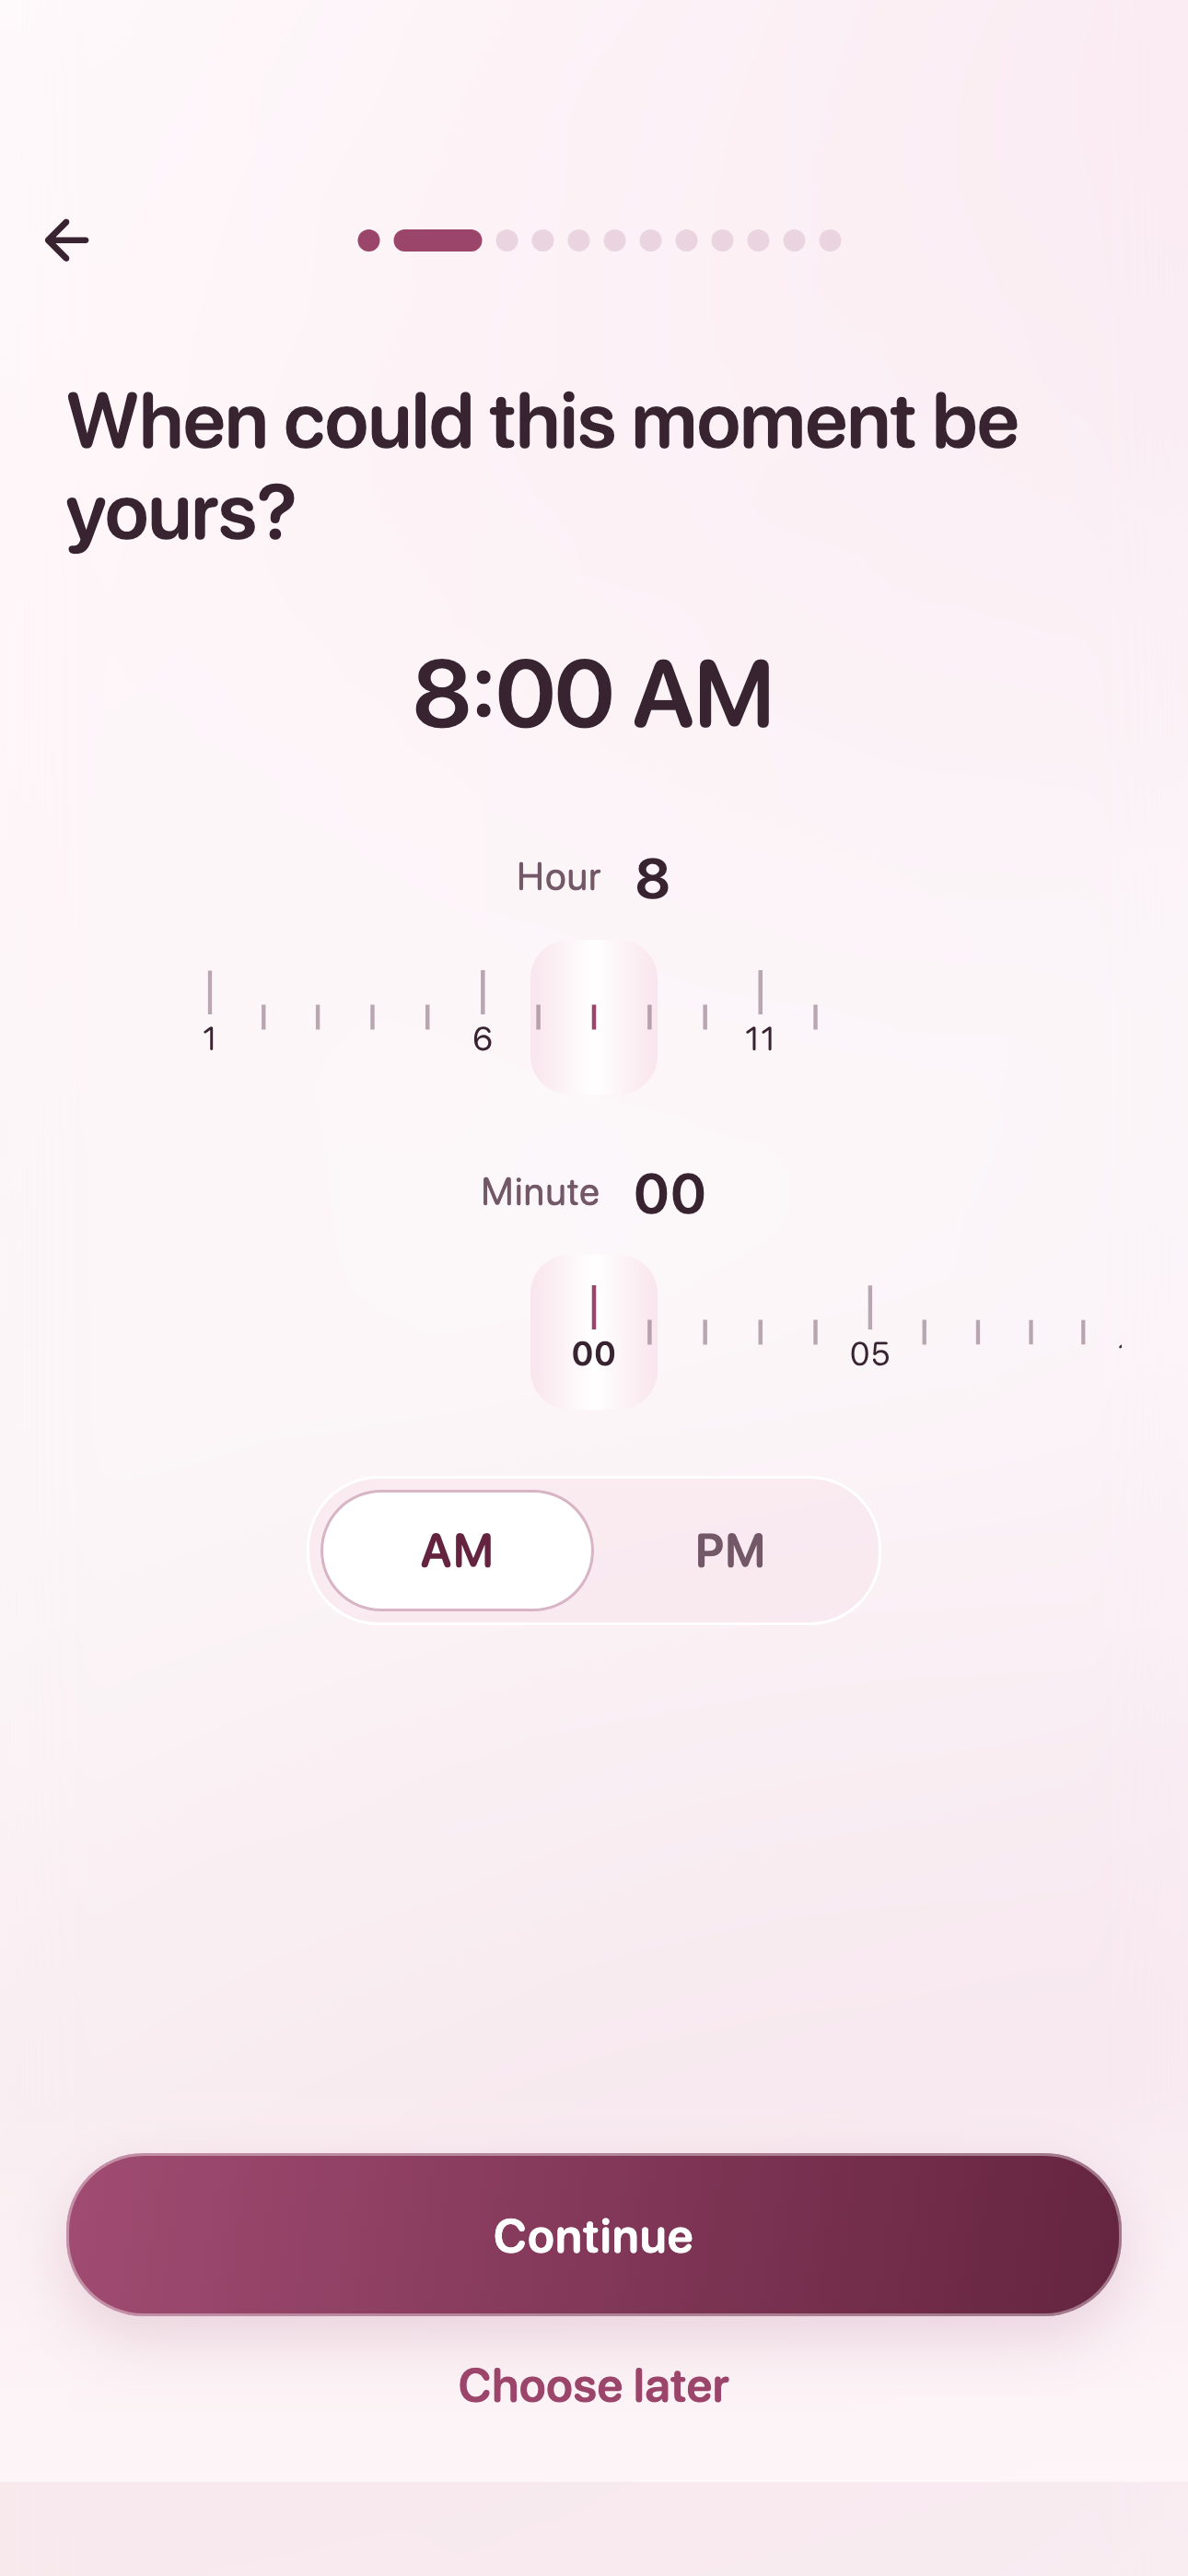 When could this moment be
yours?
8:00 AM
Hour 8
1 6 11
Minute 00
00 05
AM PM
Continue
Choose later